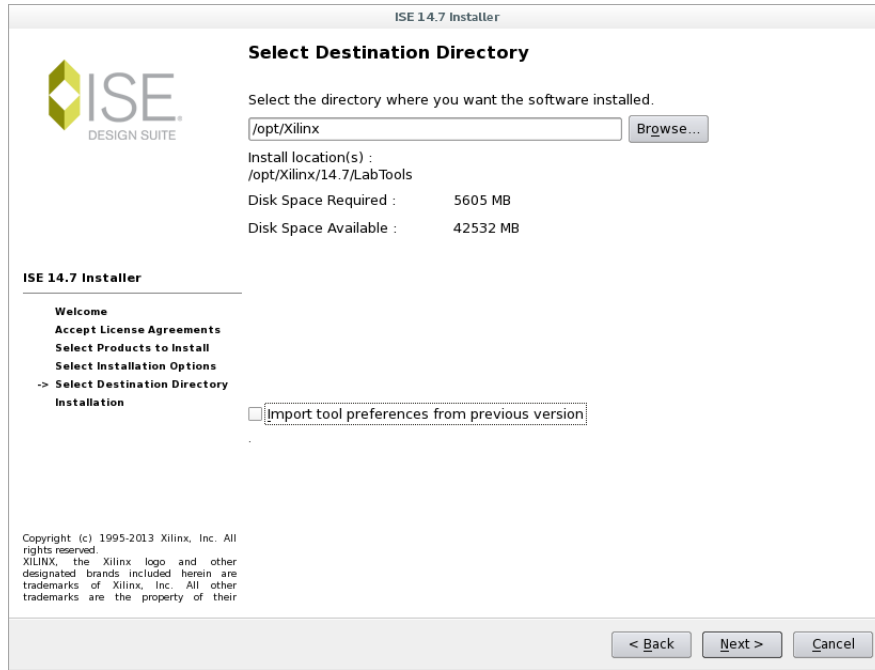 ISE 14.7 Installer
ISE.
DESIGN SUITE
Select Destination Directory
Select the directory where you want the software installed.
/opt/Xilinx
Browse...
Install location(s) :
/opt/Xilinx/14.7/LabTools
Disk Space Required : 5605 MB
Disk Space Available : 42532 MB
ISE 14.7 Installer
Welcome
Accept License Agreements
Select Products to Install
Select Installation Options
-> Select Destination Directory
Installation
Import tool preferences from previous version
.
Copyright (c) 1995-2013 Xilinx, Inc. All
rights reserved.
XILINX, the Xilinx logo and other
designated brands included herein are
trademarks of Xilinx, Inc. All other
trademarks are the property of their
< Back
Next >
Cancel